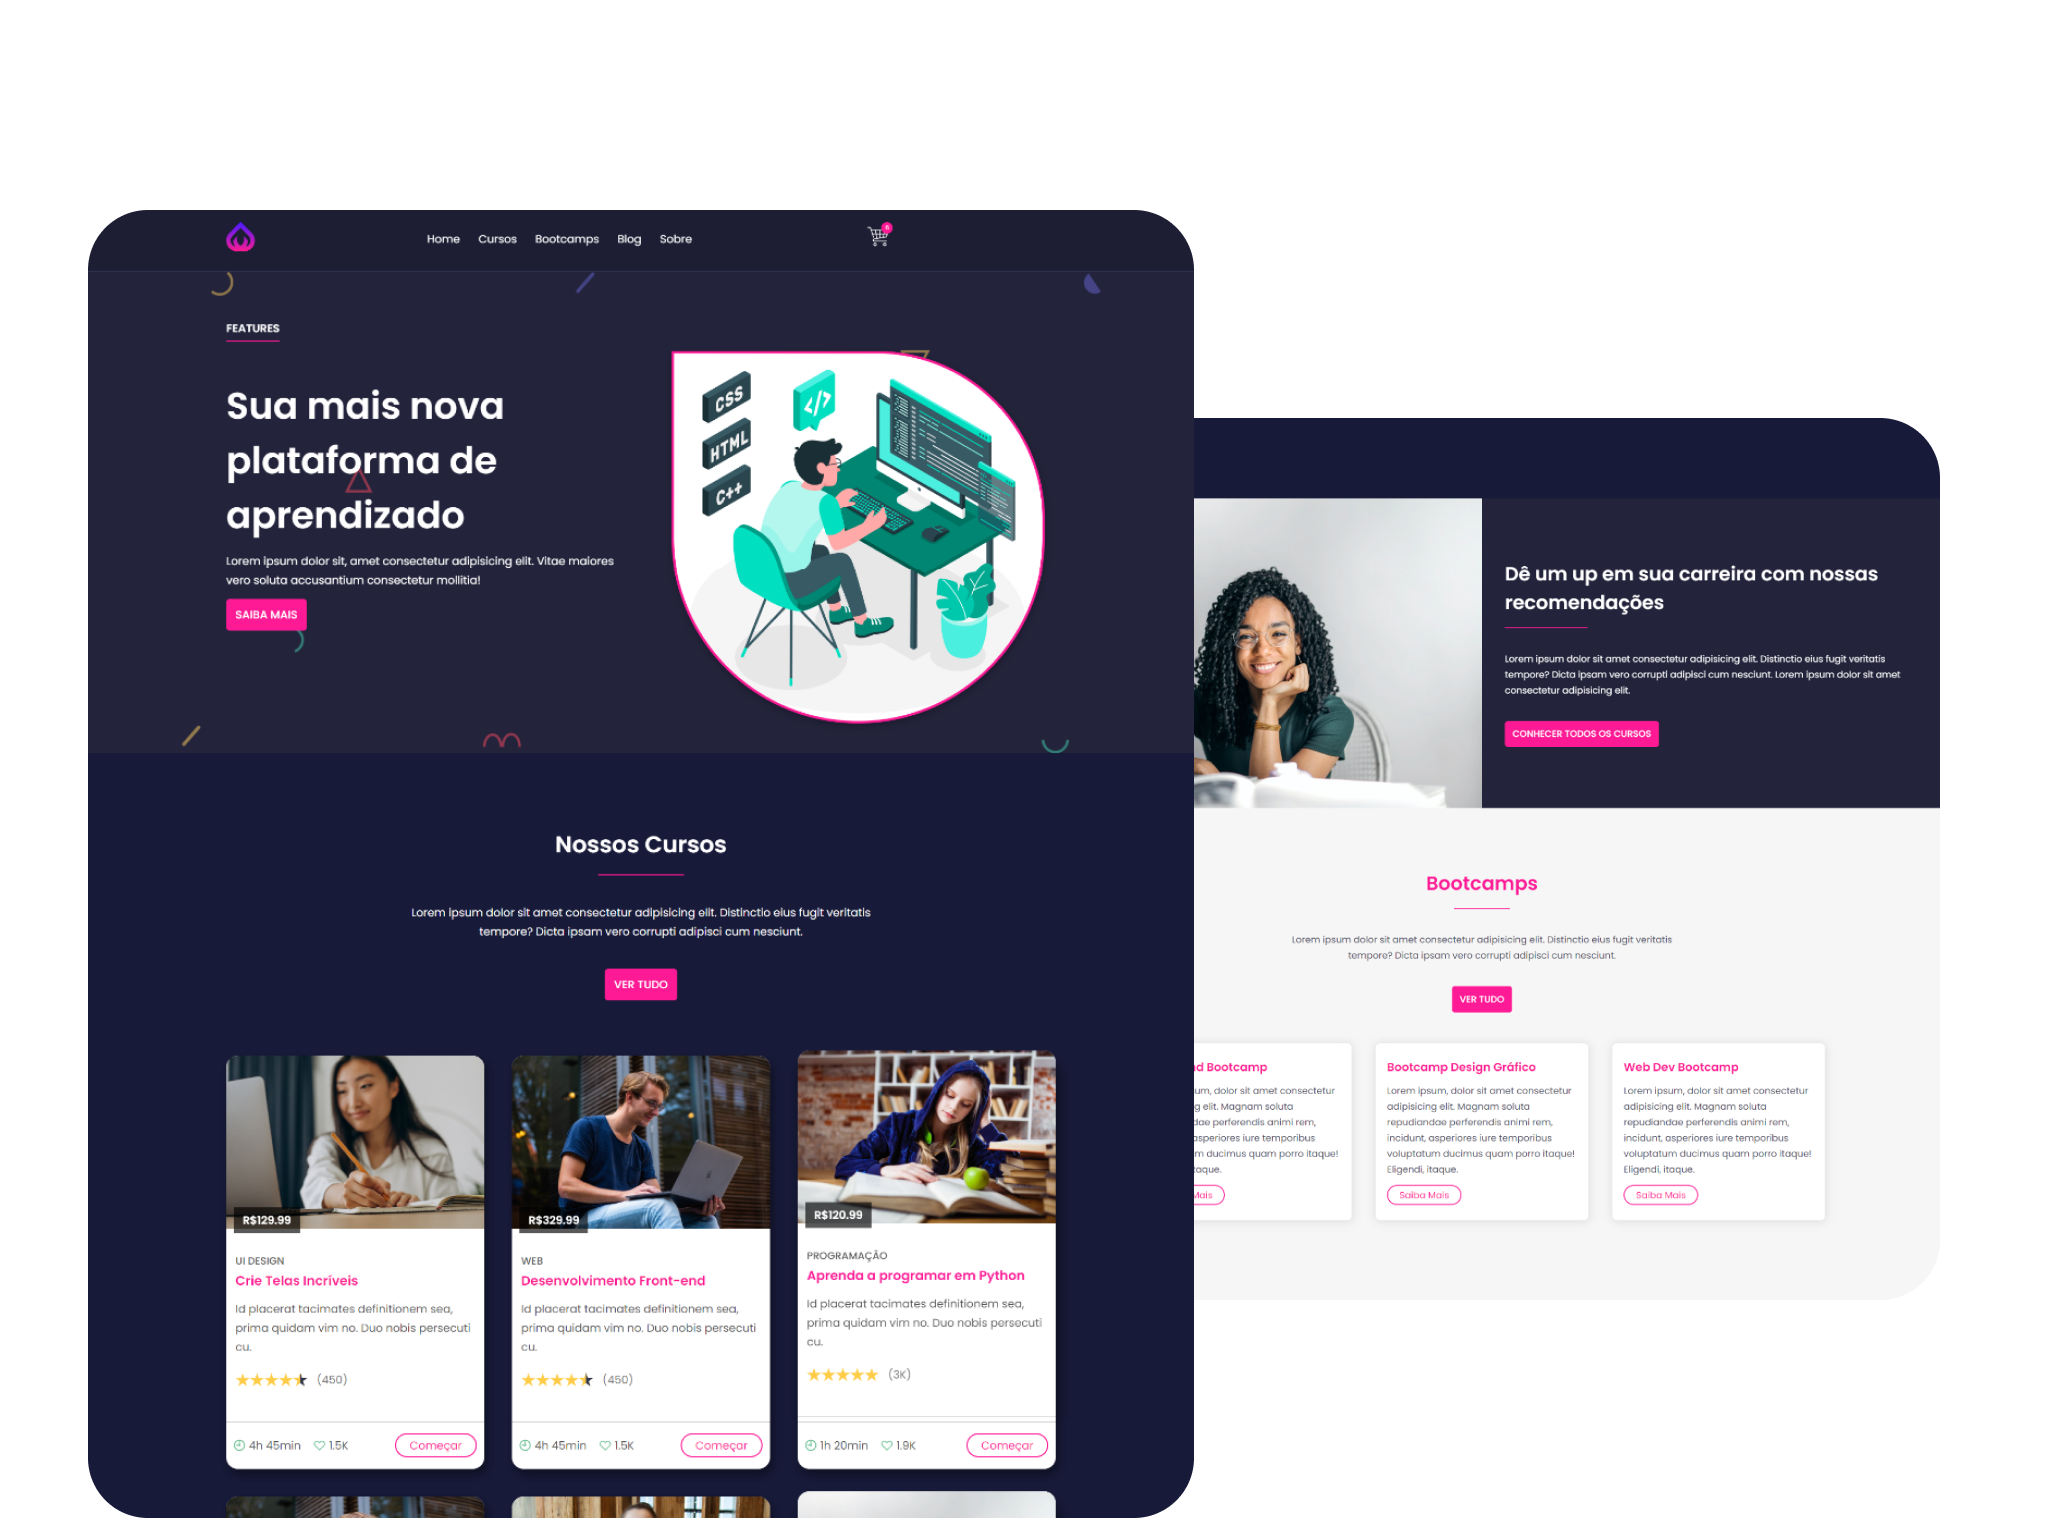 Home Cursos Bootcamps Blog Sobre
6
FEATURES
Sua mais nova
plataforma de
aprendizado
Lorem ipsum dolor sit, amet consectetur adipisicing elit. Vitae maiores
vero soluta accusantium consectetur mollitia!
SAIBA MAIS
CSS
</>
HTML
C++
Nossos Cursos
Lorem ipsum dolor sit amet consectetur adipisicing elit. Distinctio eius fugit veritatis
tempore? Dicta ipsam vero corrupti adipisci cum nesciunt.
VER TUDO
R$129.99
UI DESIGN
Crie Telas Incríveis
Id placerat tacimates definitionem sea,
prima quidam vim no. Duo nobis persecuti
cu.
(450)
4h 45min 1.5K Começar
R$329.99
WEB
Desenvolvimento Front-end
Id placerat tacimates definitionem sea,
prima quidam vim no. Duo nobis persecuti
cu.
(450)
4h 45min 1.5K Começar
R$120.99
PROGRAMAÇÃO
Aprenda a programar em Python
Id placerat tacimates definitionem sea,
prima quidam vim no. Duo nobis persecuti
cu.
(3K)
1h 20min 1.9K Começar
Dê um up em sua carreira com nossas
recomendações
Lorem ipsum dolor sit amet consectetur adipisicing elit. Distinctio eius fugit veritatis
tempore? Dicta ipsam vero corrupti adipisci cum nesciunt. Lorem ipsum dolor sit amet
consectetur adipisicing elit.
CONHECER TODOS OS CURSOS
Bootcamps
Lorem ipsum dolor sit amet consectetur adipisicing elit. Distinctio eius fugit veritatis
tempore? Dicta ipsam vero corrupti adipisci cum nesciunt.
VER TUDO
nd Bootcamp
um, dolor sit amet consectetur
g elit. Magnam soluta
dae perferendis animi rem,
asperiores iure temporibus
m ducimus quam porro itaque!
taque.
Mais
Bootcamp Design Gráfico
Lorem ipsum, dolor sit amet consectetur
adipisicing elit. Magnam soluta
repudiandae perferendis animi rem,
incidunt, asperiores iure temporibus
voluptatum ducimus quam porro itaque!
Eligendi, itaque.
Saiba Mais
Web Dev Bootcamp
Lorem ipsum, dolor sit amet consectetur
adipisicing elit. Magnam soluta
repudiandae perferendis animi rem,
incidunt, asperiores iure temporibus
voluptatum ducimus quam porro itaque!
Eligendi, itaque.
Saiba Mais